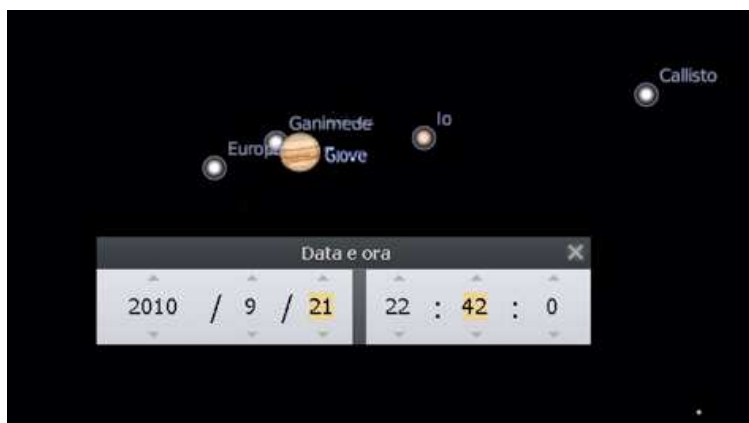 Callisto
Io
Ganimede
Europa
Giove
Data e ora
2010 / 9 / 21 22 : 42 : 0